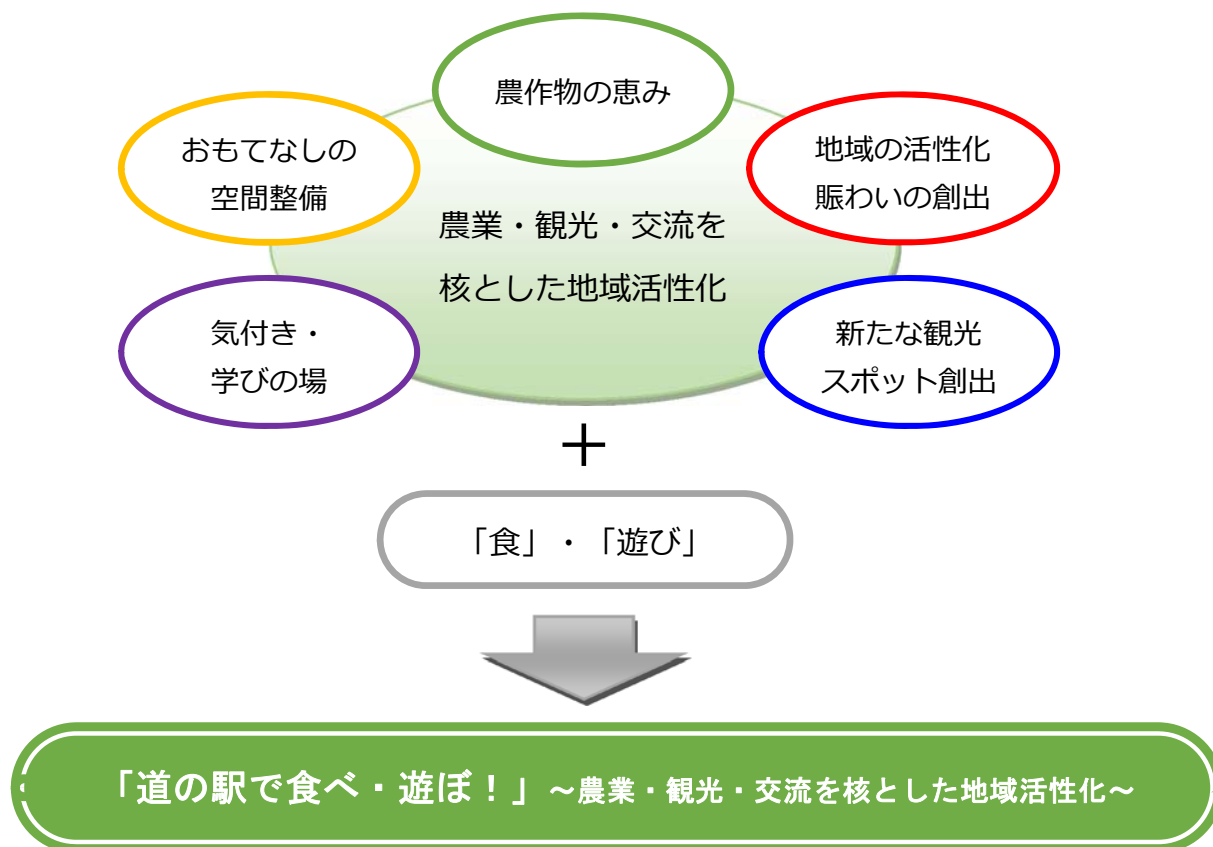 農作物の恵み
おもてなしの
空間整備
地域の活性化
賑わいの創出
農業・観光・交流を
核とした地域活性化
気付き・
学びの場
新たな観光
スポット創出
＋
「食」・「遊び」
「道の駅で食べ・遊ぼ！」～農業・観光・交流を核とした地域活性化～